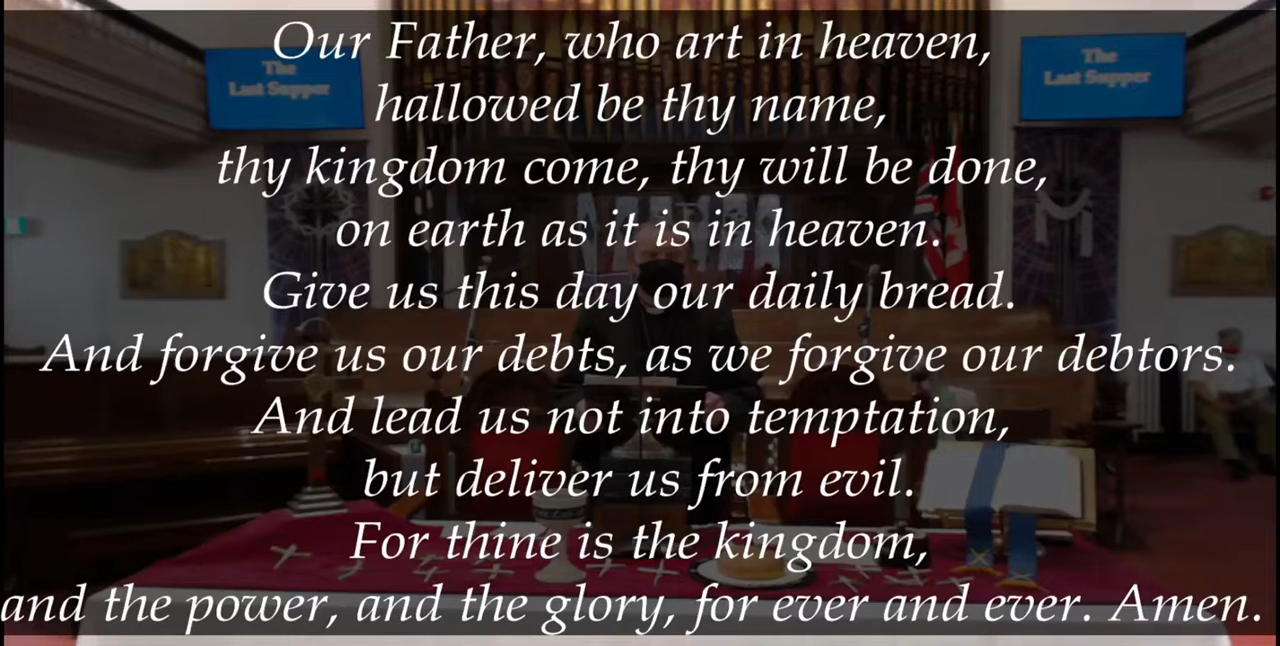 Our Father, who art in heaven,
The
Last Supper
The
Last Supper
hallowed be thy name,
thy kingdom come, thy will be done,
on earth as it is in heaven.
Give us this day our daily bread.
And forgive us our debts, as we forgive our debtors.
And lead us not into temptation,
but deliver us from evil.
For thine is the kingdom,
and the power, and the glory, for ever and ever. Amen.